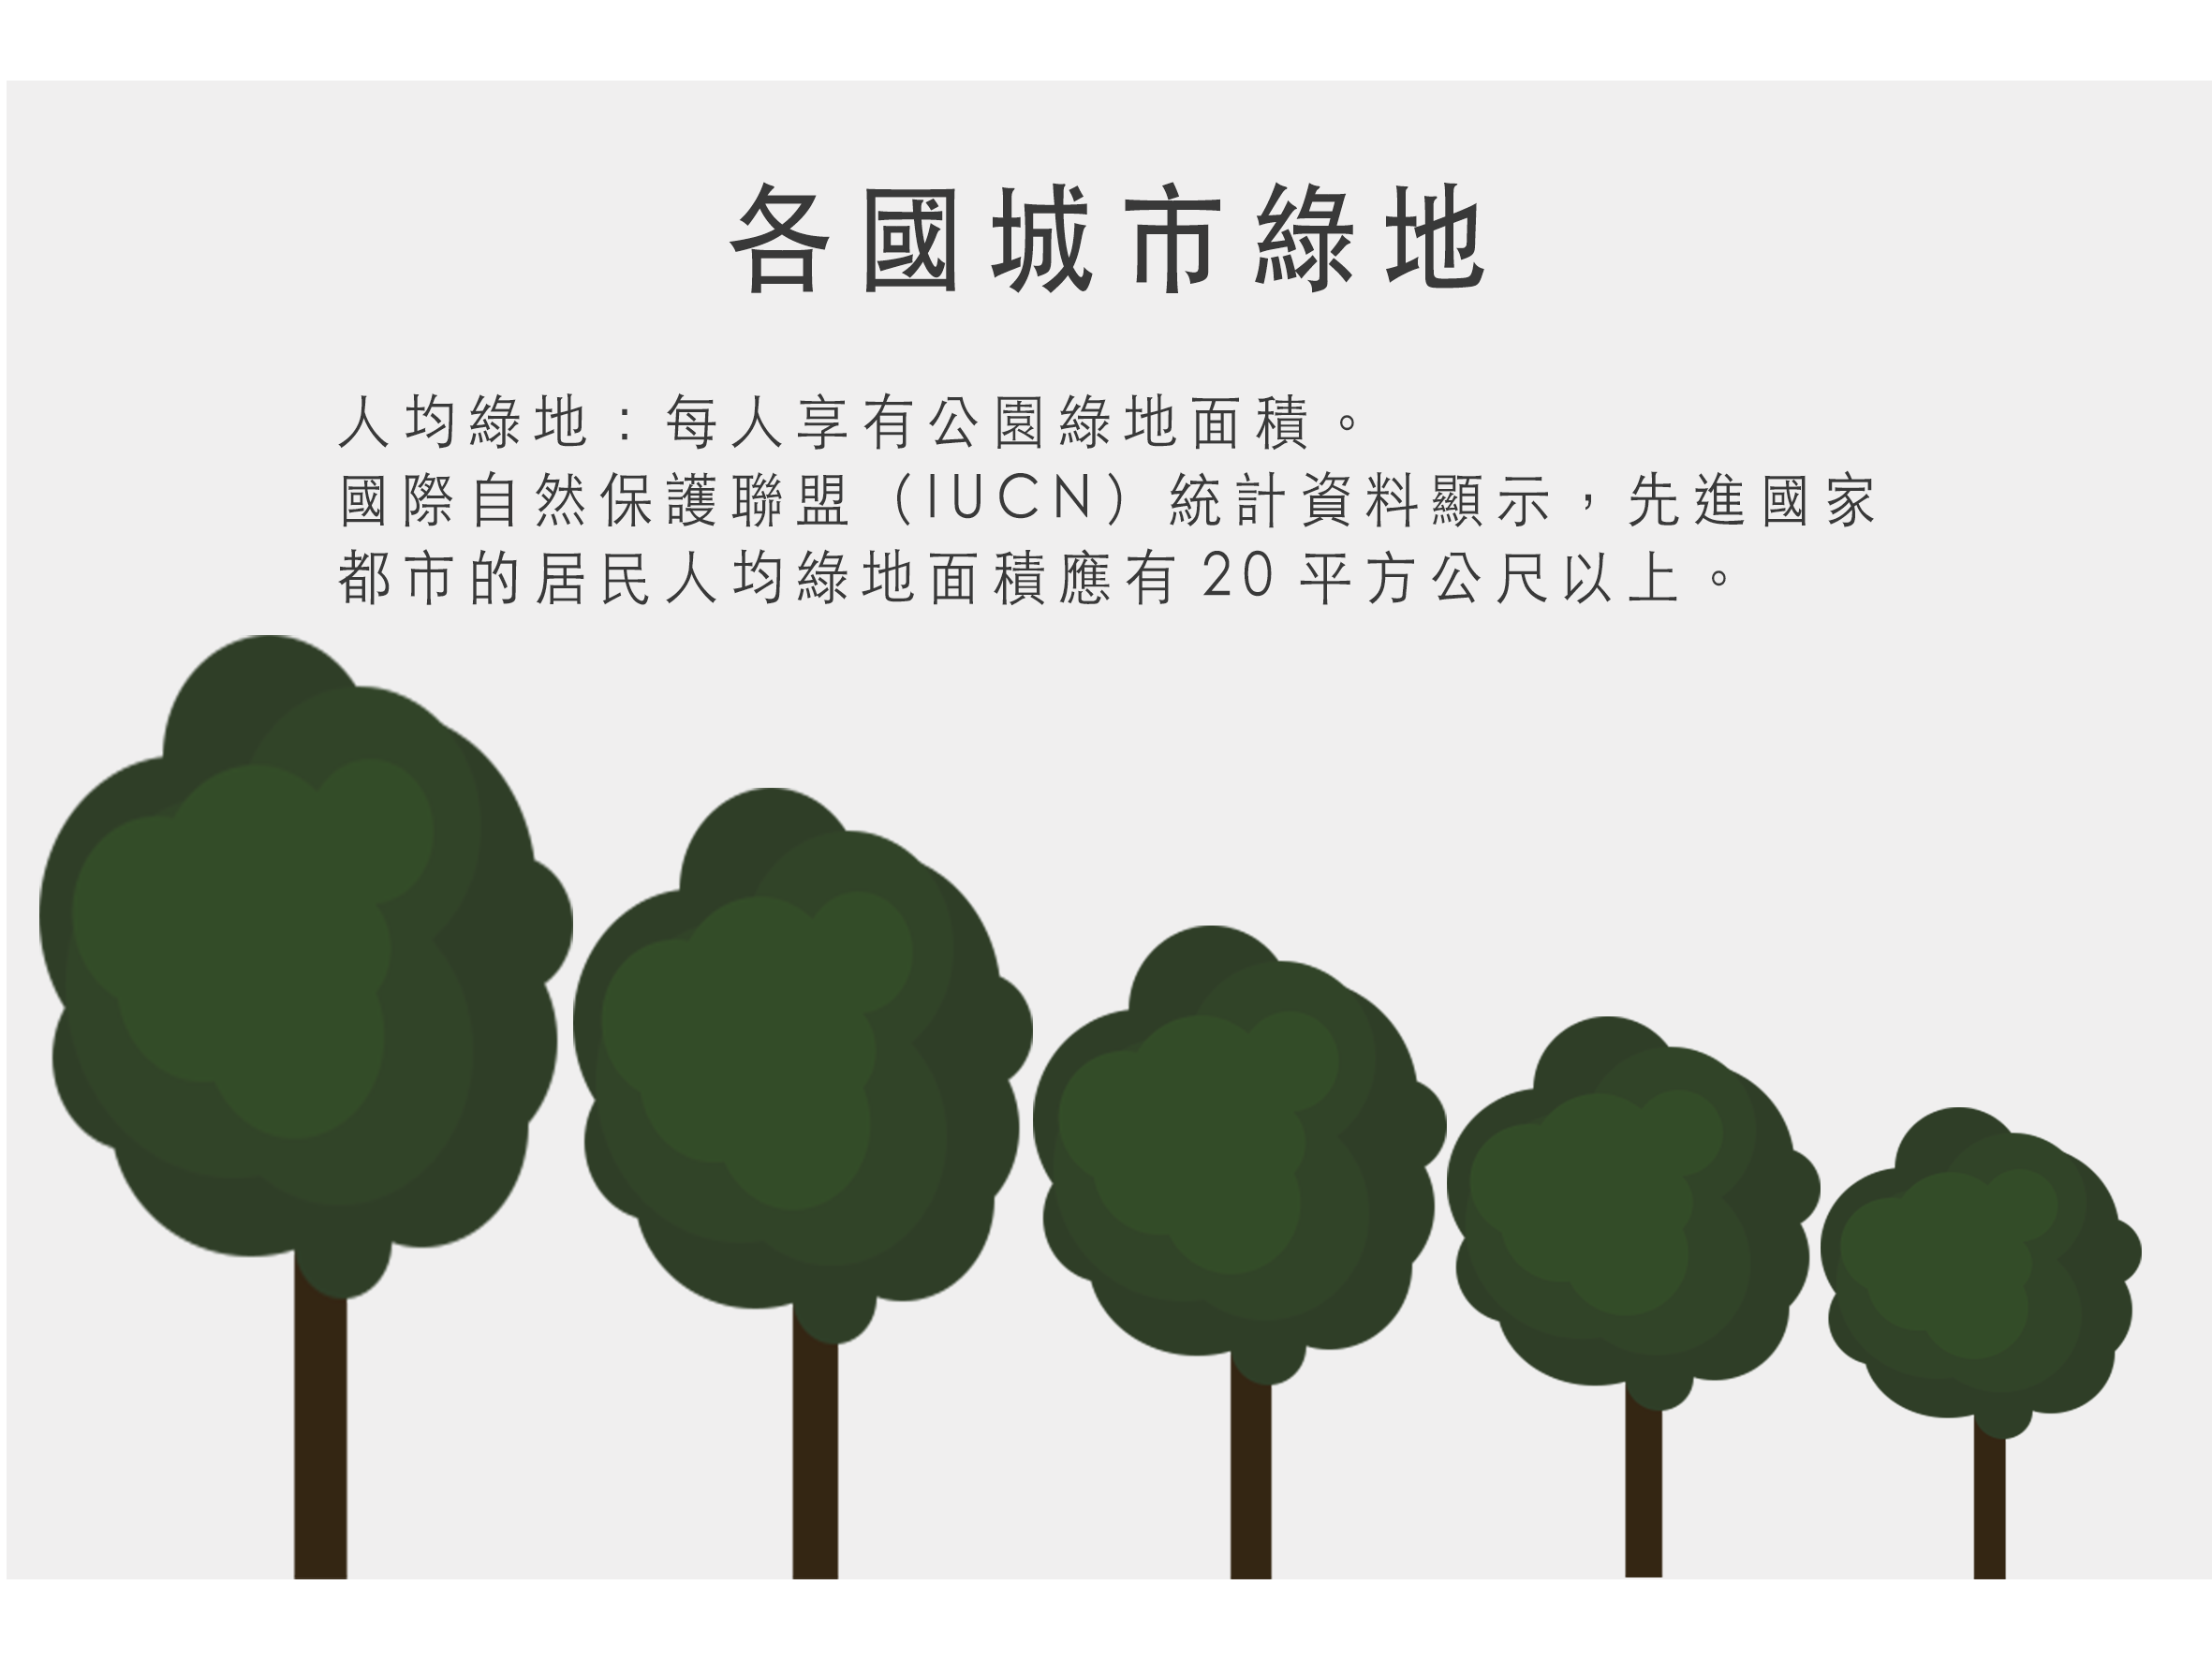 各國城市綠地
人均綠地：每人享有公園綠地面積。
國際自然保護聯盟（IUCN）統計資料顯示，先進國家
都市的居民人均綠地面積應有 20 平方公尺以上。